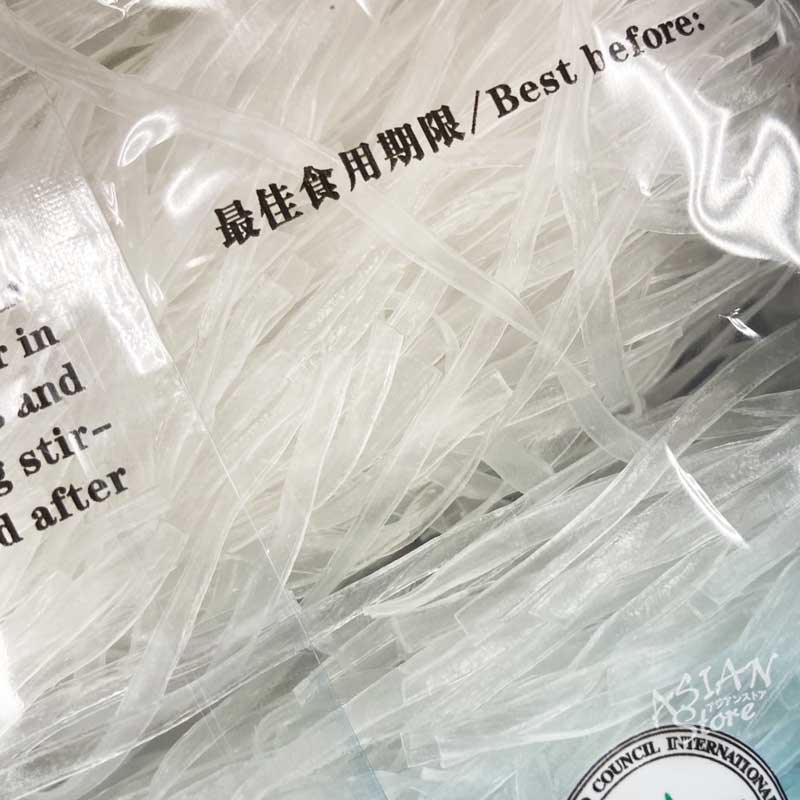 最佳食用期限/Best before:
r in
and
stir-
d after
ASIAN
アジアンストア
Store
COUNCIL INTERNATIONAL